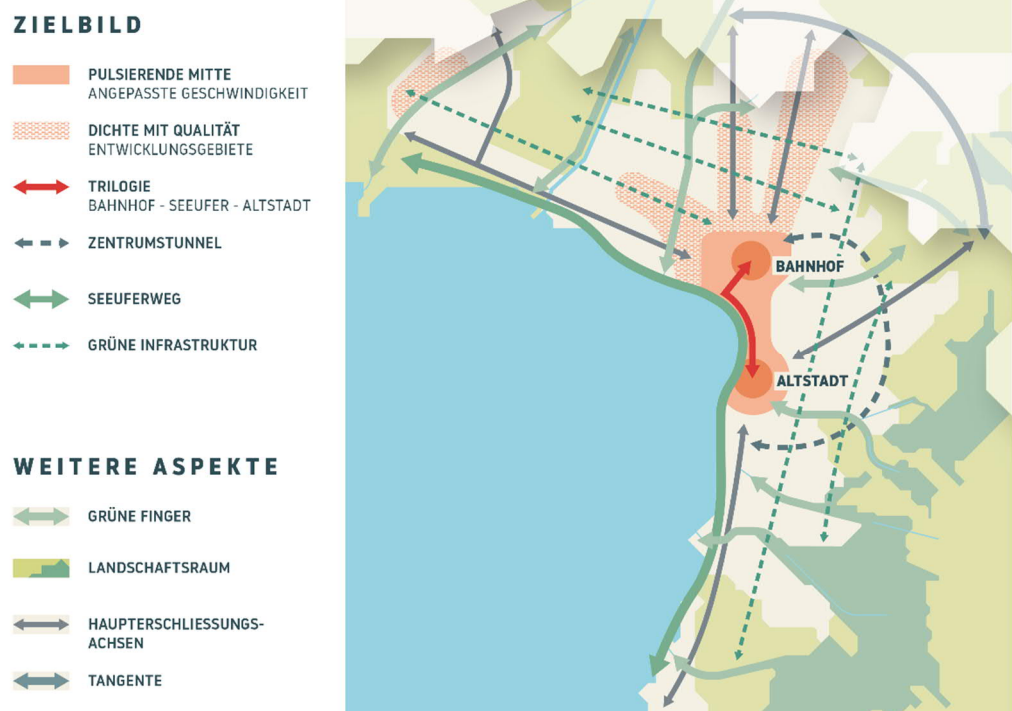 ZIELBILD
PULSIERENDE MITTE
ANGEPASSTE GESCHWINDIGKEIT
DICHTE MIT QUALITÄT
ENTWICKLUNGSGEBIETE
TRILOGIE
BAHNHOF - SEEUFER - ALTSTADT
ZENTRUMSTUNNEL
SEEUFERWEG
GRÜNE INFRASTRUKTUR
WEITERE ASPEKTE
GRÜNE FINGER
LANDSCHAFTSRAUM
HAUPTERSCHLIESSUNGS-
ACHSEN
TANGENTE
BAHNHOF
ALTSTADT